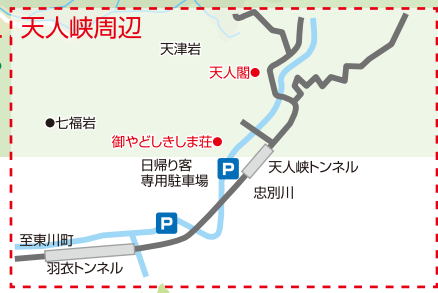 天人峡周辺
天津岩
天人閣
七福岩
御やどしきしま荘
日帰り客
専用駐車場
P
天人峡トンネル
忠別川
P
至東川町
羽衣トンネル